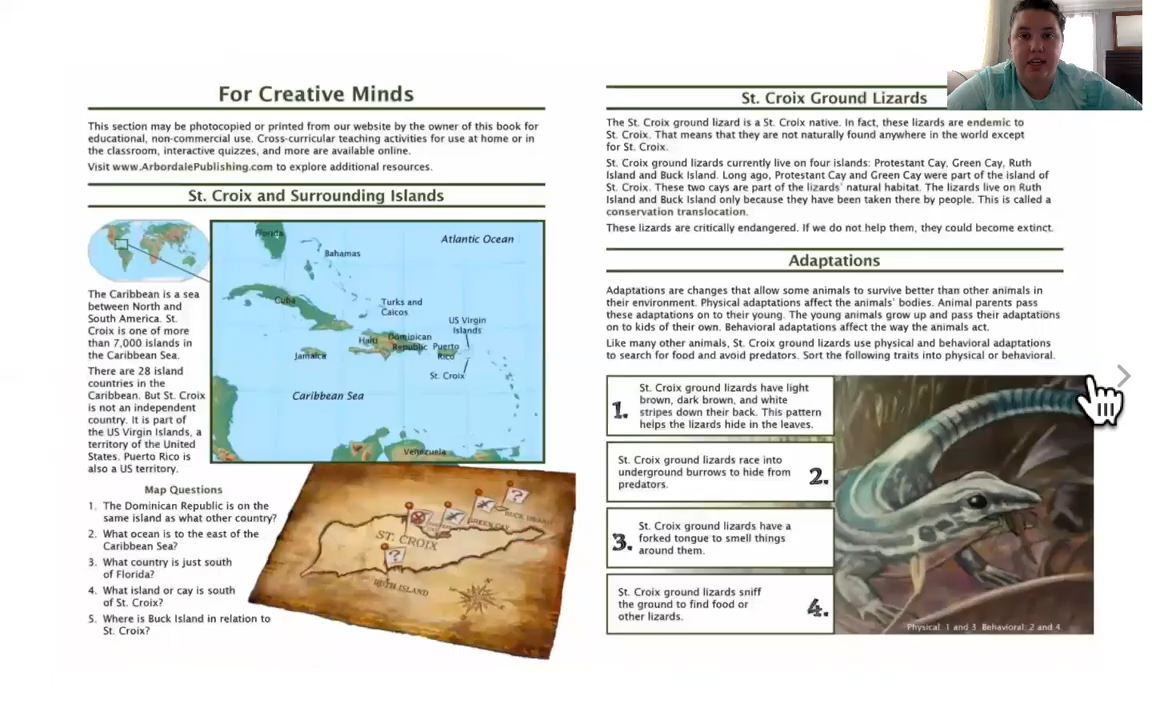 For Creative Minds
This section may be photocopied or printed from our website by the owner of this book for
educational, non-commercial use. Cross-curricular teaching activities for use at home or in
the classroom, interactive quizzes, and more are available online.
Visit www.ArbordalePublishing.com to explore additional resources.
St. Croix and Surrounding Islands
Florida
Atlantic Ocean
Bahamas
Cuba
Turks and
Caicos
US Virgin
Islands
Haiti
Dominican
Republic
Puerto
Rico
Jamaica
St. Croix
Caribbean Sea
Venezuela
The Caribbean is a sea
between North and
South America. St.
Croix is one of more
than 7,000 islands in
the Caribbean Sea.
There are 28 island
countries in the
Caribbean. But St. Croix
is not an independent
country. It is part of
the US Virgin Islands, a
territory of the United
States. Puerto Rico is
also a US territory.
Map Questions
1. The Dominican Republic is on the
same island as what other country?
2. What ocean is to the east of the
Caribbean Sea?
3. What country is just south
of Florida?
4. What island or cay is south
of St. Croix?
5. Where is Buck Island in relation to
St. Croix?
BUCK ISLAND
GREEN CAY
ST. CROIX
RUTH ISLAND
St. Croix Ground Lizards
The St. Croix ground lizard is a St. Croix native. In fact, these lizards are endemic to
St. Croix. That means that they are not naturally found anywhere in the world except
for St. Croix.
St. Croix ground lizards currently live on four islands: Protestant Cay, Green Cay, Ruth
Island and Buck Island. Long ago, Protestant Cay and Green Cay were part of the island of
St. Croix. These two cays are part of the lizards' natural habitat. The lizards live on Ruth
Island and Buck Island only because they have been taken there by people. This is called a
conservation translocation.
These lizards are critically endangered. If we do not help them, they could become extinct.
Adaptations
Adaptations are changes that allow some animals to survive better than other animals in
their environment. Physical adaptations affect the animals' bodies. Animal parents pass
these adaptations on to their young. The young animals grow up and pass their adaptations
on to kids of their own. Behavioral adaptations affect the way the animals act.
Like many other animals, St. Croix ground lizards use physical and behavioral adaptations
to search for food and avoid predators. Sort the following traits into physical or behavioral.
1. St. Croix ground lizards have light
brown, dark brown, and white
stripes down their back. This pattern
helps the lizards hide in the leaves.
St. Croix ground lizards race into
underground burrows to hide from
predators. 2.
3. St. Croix ground lizards have a
forked tongue to smell things
around them.
St. Croix ground lizards sniff
the ground to find food or
other lizards. 4.
Physical: 1 and 3. Behavioral: 2 and 4